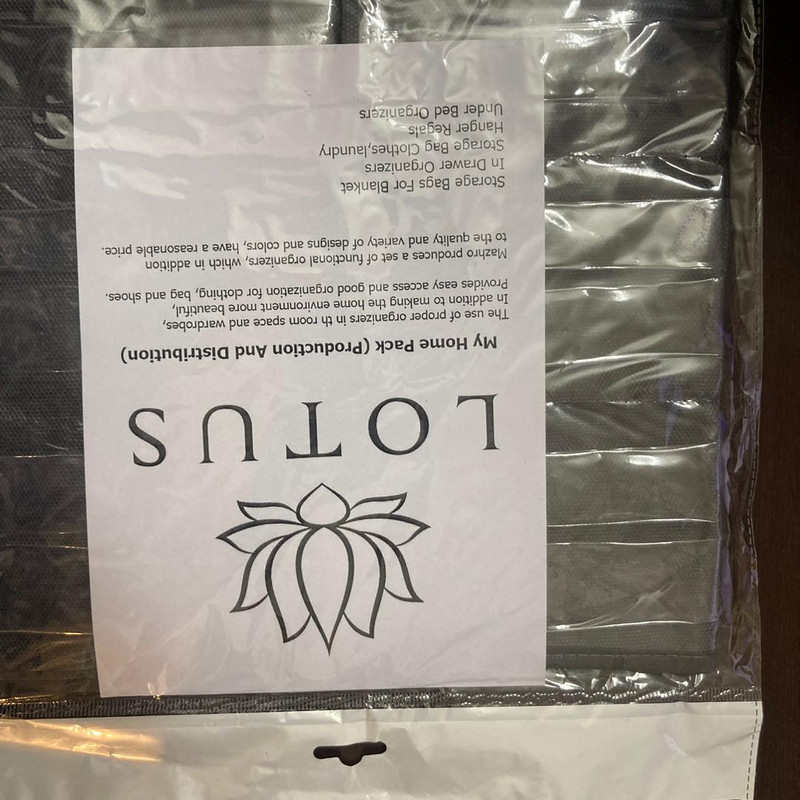 LOTUS
My Home Pack (Production And Distribution)
The use of proper organizers in th room space and wardrobes,
In addition to making the home environment more beautiful,
Provides easy access and good organization for clothing, bag and shoes.
Mazhro produces a set of functional organizers, which in addition
to the quality and variety of designs and colors, have a reasonable price.
Storage Bags For Blanket
In Drawer Organizers
Storage Bag Clothes,laundry
Hanger Regals
Under Bed Organizers